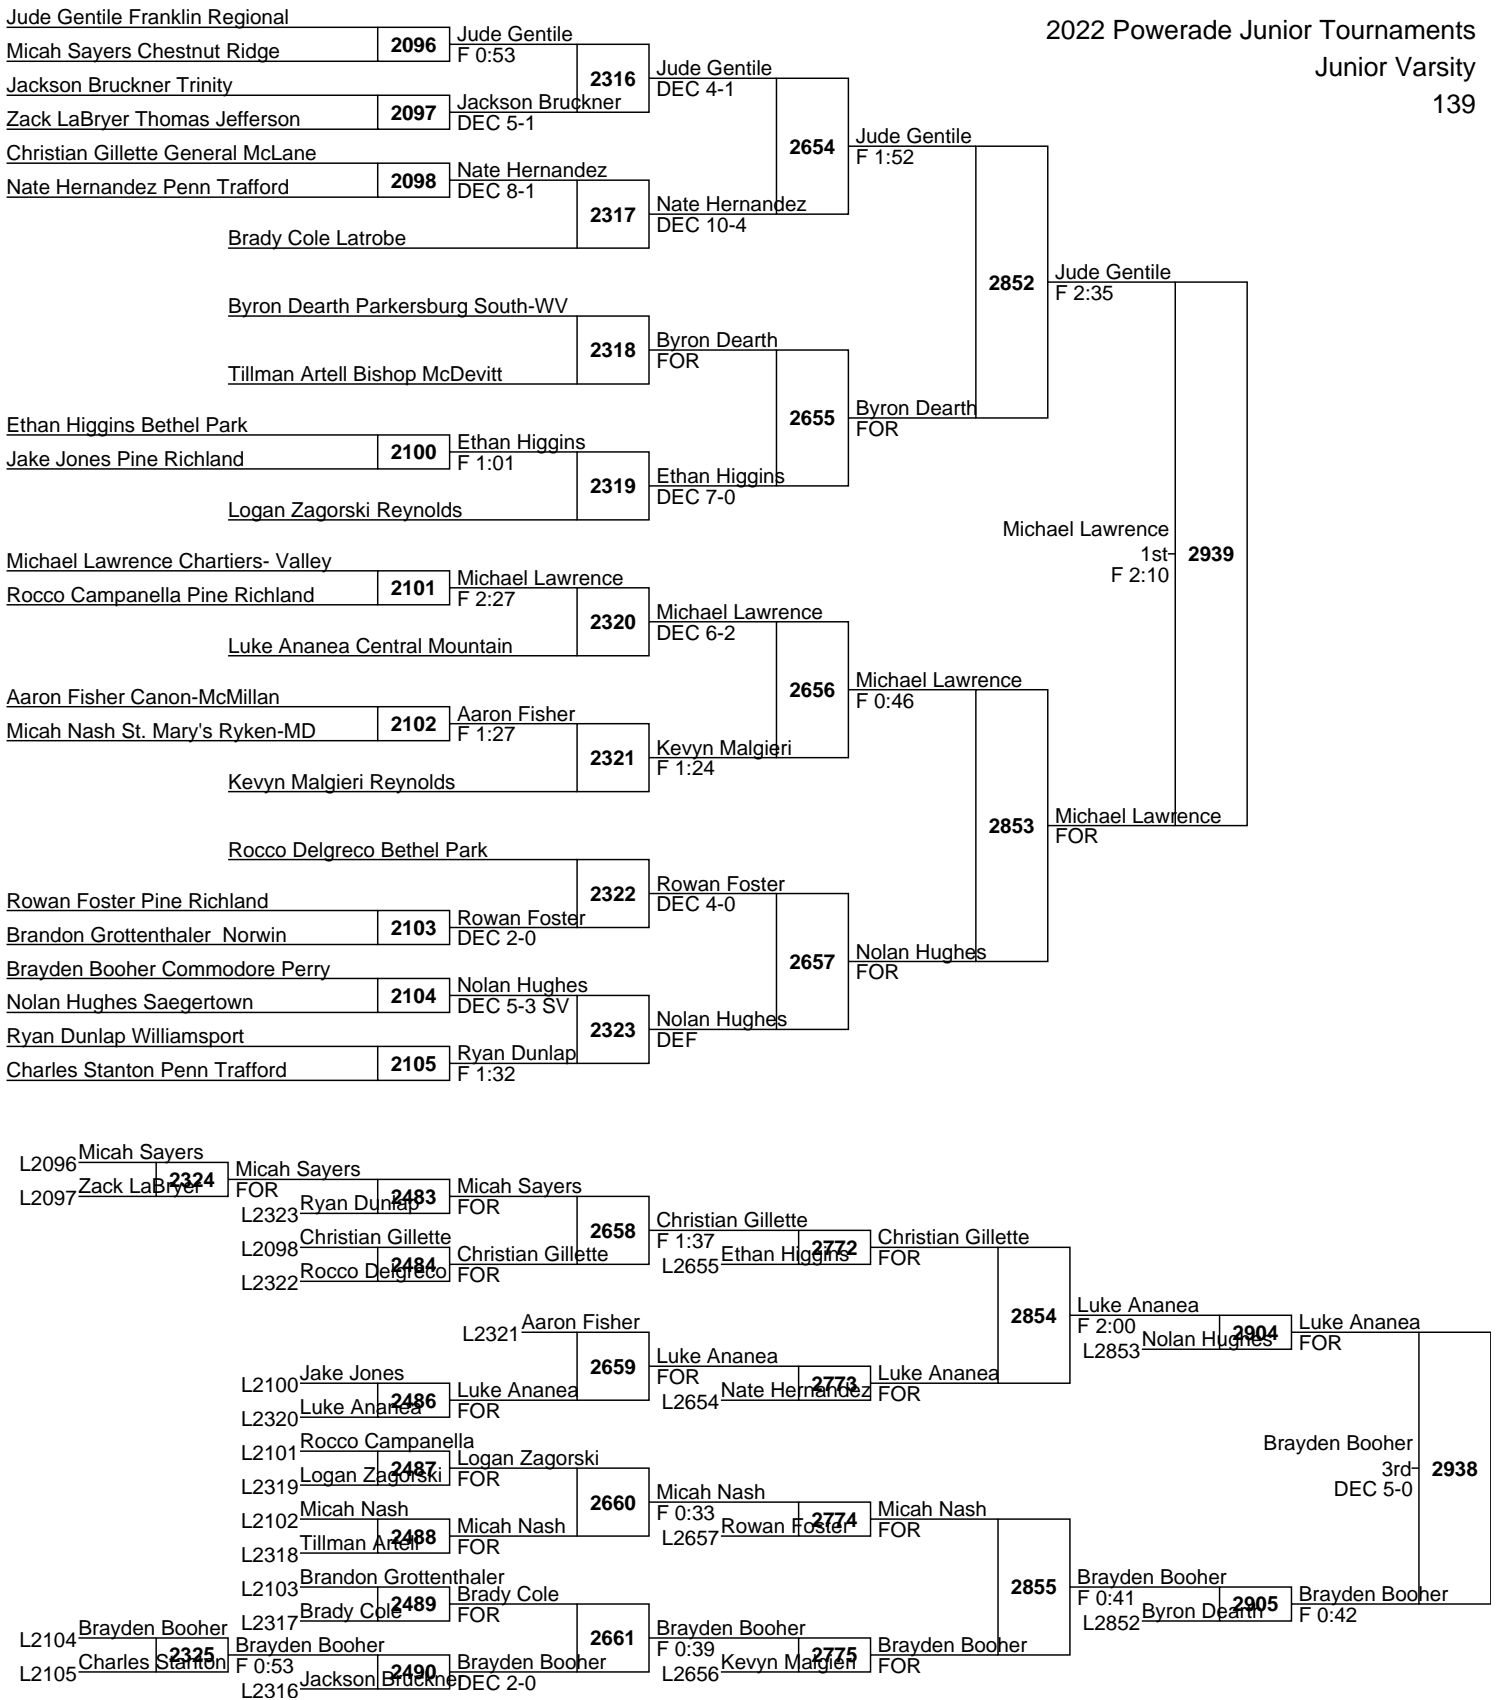 2022 Powerade Junior Tournaments
Junior Varsity
139
Jude Gentile Franklin Regional
Micah Sayers Chestnut Ridge
2096
Jude Gentile
F 0:53
Jackson Bruckner Trinity
Zack LaBryer Thomas Jefferson
2097
Jackson Bruckner
DEC 5-1
2316
Jude Gentile
DEC 4-1
Christian Gillette General McLane
Nate Hernandez Penn Trafford
2098
Nate Hernandez
DEC 8-1
Brady Cole Latrobe
2317
Nate Hernandez
DEC 10-4
2654
Jude Gentile
F 1:52
Byron Dearth Parkersburg South-WV
Tillman Artell Bishop McDevitt
2318
Byron Dearth
FOR
Ethan Higgins Bethel Park
Jake Jones Pine Richland
2100
Ethan Higgins
F 1:01
Logan Zagorski Reynolds
2319
Ethan Higgins
DEC 7-0
2655
Byron Dearth
FOR
2852
Jude Gentile
F 2:35
Michael Lawrence Chartiers- Valley
Rocco Campanella Pine Richland
2101
Michael Lawrence
F 2:27
Luke Ananea Central Mountain
2320
Michael Lawrence
DEC 6-2
Aaron Fisher Canon-McMillan
Micah Nash St. Mary's Ryken-MD
2102
Aaron Fisher
F 1:27
Kevyn Malgieri Reynolds
2321
Kevyn Malgieri
F 1:24
2656
Michael Lawrence
F 0:46
Rocco Delgreco Bethel Park
Rowan Foster Pine Richland
Brandon Grottenthaler  Norwin
2103
Rowan Foster
DEC 2-0
2322
Rowan Foster
DEC 4-0
Brayden Booher Commodore Perry
Nolan Hughes Saegertown
2104
Nolan Hughes
DEC 5-3 SV
Ryan Dunlap Williamsport
Charles Stanton Penn Trafford
2105
Ryan Dunlap
F 1:32
2323
Nolan Hughes
DEF
2657
Nolan Hughes
FOR
2853
Michael Lawrence
FOR
Michael Lawrence
1st
F 2:10
2939
L2096
Micah Sayers
L2097
Zack LaBryer
2324
Micah Sayers
FOR
L2323
Ryan Dunlap
2483
Micah Sayers
FOR
L2098
Christian Gillette
L2322
Rocco Delgreco
2484
Christian Gillette
FOR
2658
Christian Gillette
F 1:37
L2655
Ethan Higgins
2772
Christian Gillette
FOR
L2321
Aaron Fisher
L2100
Jake Jones
L2320
Luke Ananea
2486
Luke Ananea
FOR
2659
Luke Ananea
FOR
L2654
Nate Hernandez
2773
Luke Ananea
FOR
2854
Luke Ananea
F 2:00
L2853
Nolan Hughes
2904
Luke Ananea
FOR
L2101
Rocco Campanella
L2319
Logan Zagorski
2487
Logan Zagorski
FOR
L2102
Micah Nash
L2318
Tillman Artell
2488
Micah Nash
FOR
2660
Micah Nash
F 0:33
L2657
Rowan Foster
2774
Micah Nash
FOR
L2103
Brandon Grottenthaler
L2317
Brady Cole
2489
Brady Cole
FOR
L2104
Brayden Booher
L2105
Charles Stanton
2325
Brayden Booher
F 0:53
L2316
Jackson Bruckner
2490
Brayden Booher
DEC 2-0
2661
Brayden Booher
F 0:39
L2656
Kevyn Malgieri
2775
Brayden Booher
FOR
2855
Brayden Booher
F 0:41
L2852
Byron Dearth
2905
Brayden Booher
F 0:42
Brayden Booher
3rd
DEC 5-0
2938